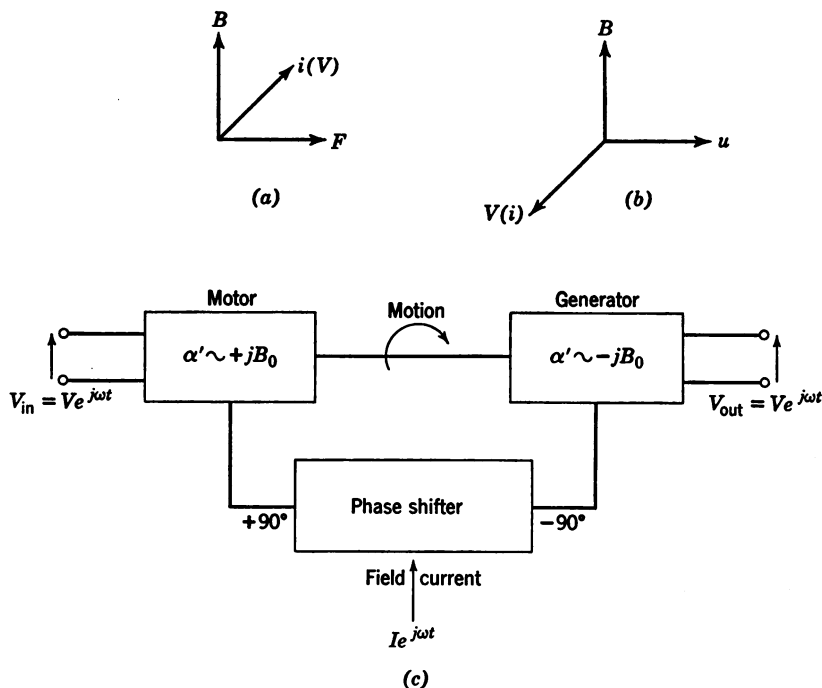 B
B
i(V)
F
u
V(i)
(a)
(b)
Motor
Motion
Generator
α′ ∼ +jB₀
α′ ∼ −jB₀
V_in = Ve^{jωt}
V_out = Ve^{jωt}
Phase shifter
+90°
−90°
Field current
Ie^{jωt}
(c)